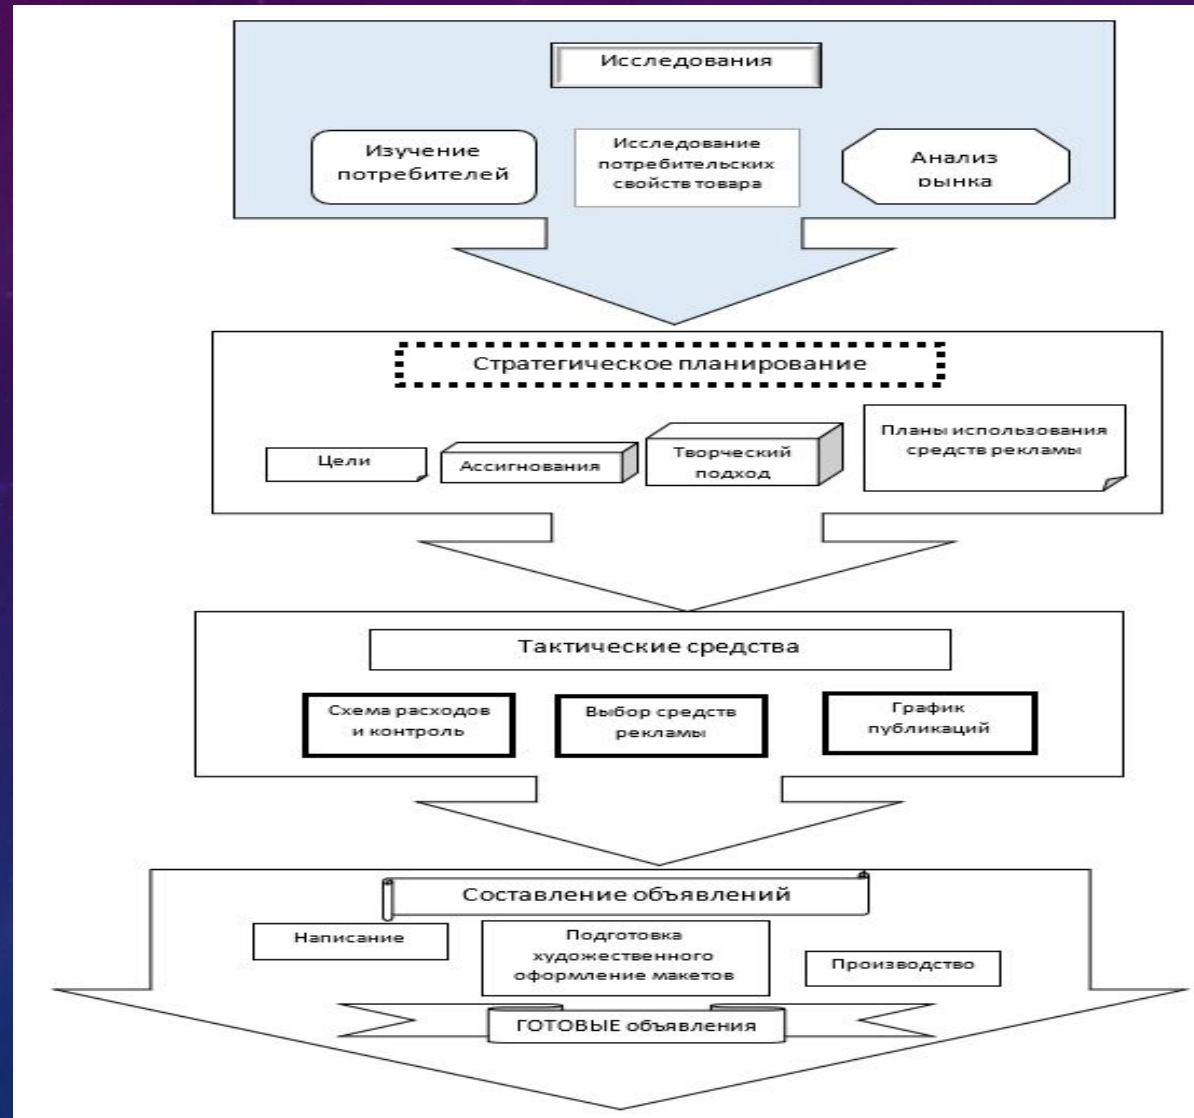 Исследования
Изучение
потребителей
Исследование
потребительских
свойств товара
Анализ
рынка
Стратегическое планирование
Цели
Ассигнования
Творческий
подход
Планы использования
средств рекламы
Тактические средства
Схема расходов
и контроль
Выбор средств
рекламы
График
публикаций
Составление объявлений
Написание
Подготовка
художественного
оформление макетов
Производство
ГОТОВЫЕ объявления